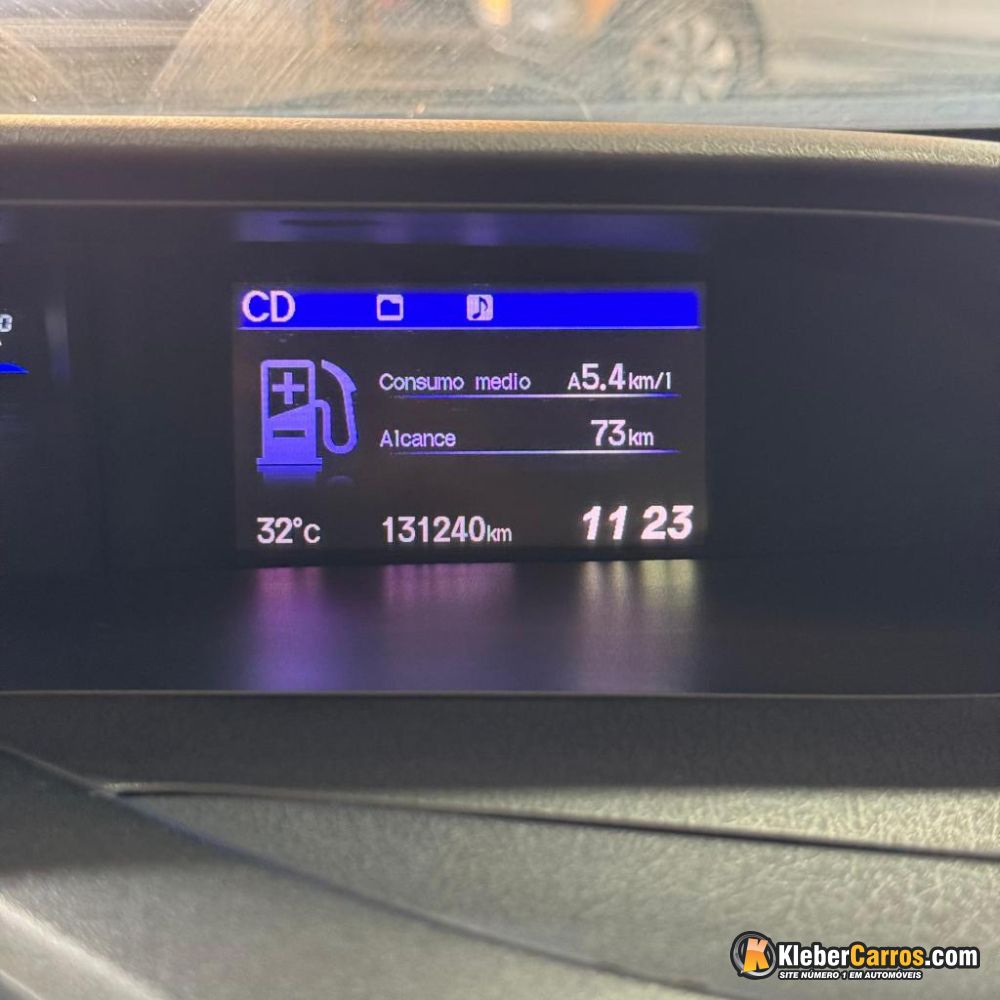 CD
Consumo medio A5.4km/l
Alcance 73km
32°C 131240km 11 23
KleberCarros.com
SITE NÚMERO 1 EM AUTOMÓVEIS